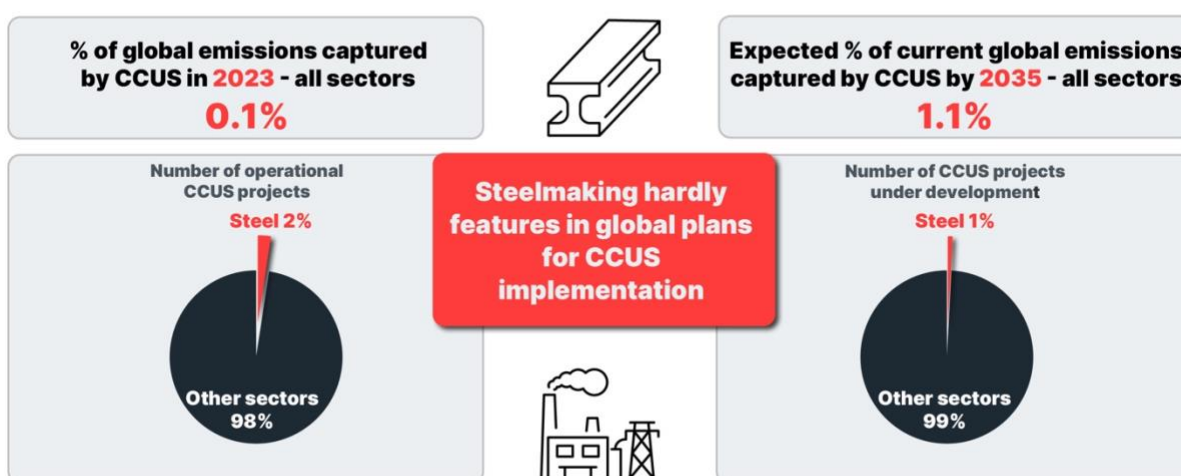 % of global emissions captured
by CCUS in 2023 - all sectors
0.1%
Expected % of current global emissions
captured by CCUS by 2035 - all sectors
1.1%
Number of operational
CCUS projects
Steel 2%
Other sectors
98%
Steelmaking hardly
features in global plans
for CCUS
implementation
Number of CCUS projects
under development
Steel 1%
Other sectors
99%